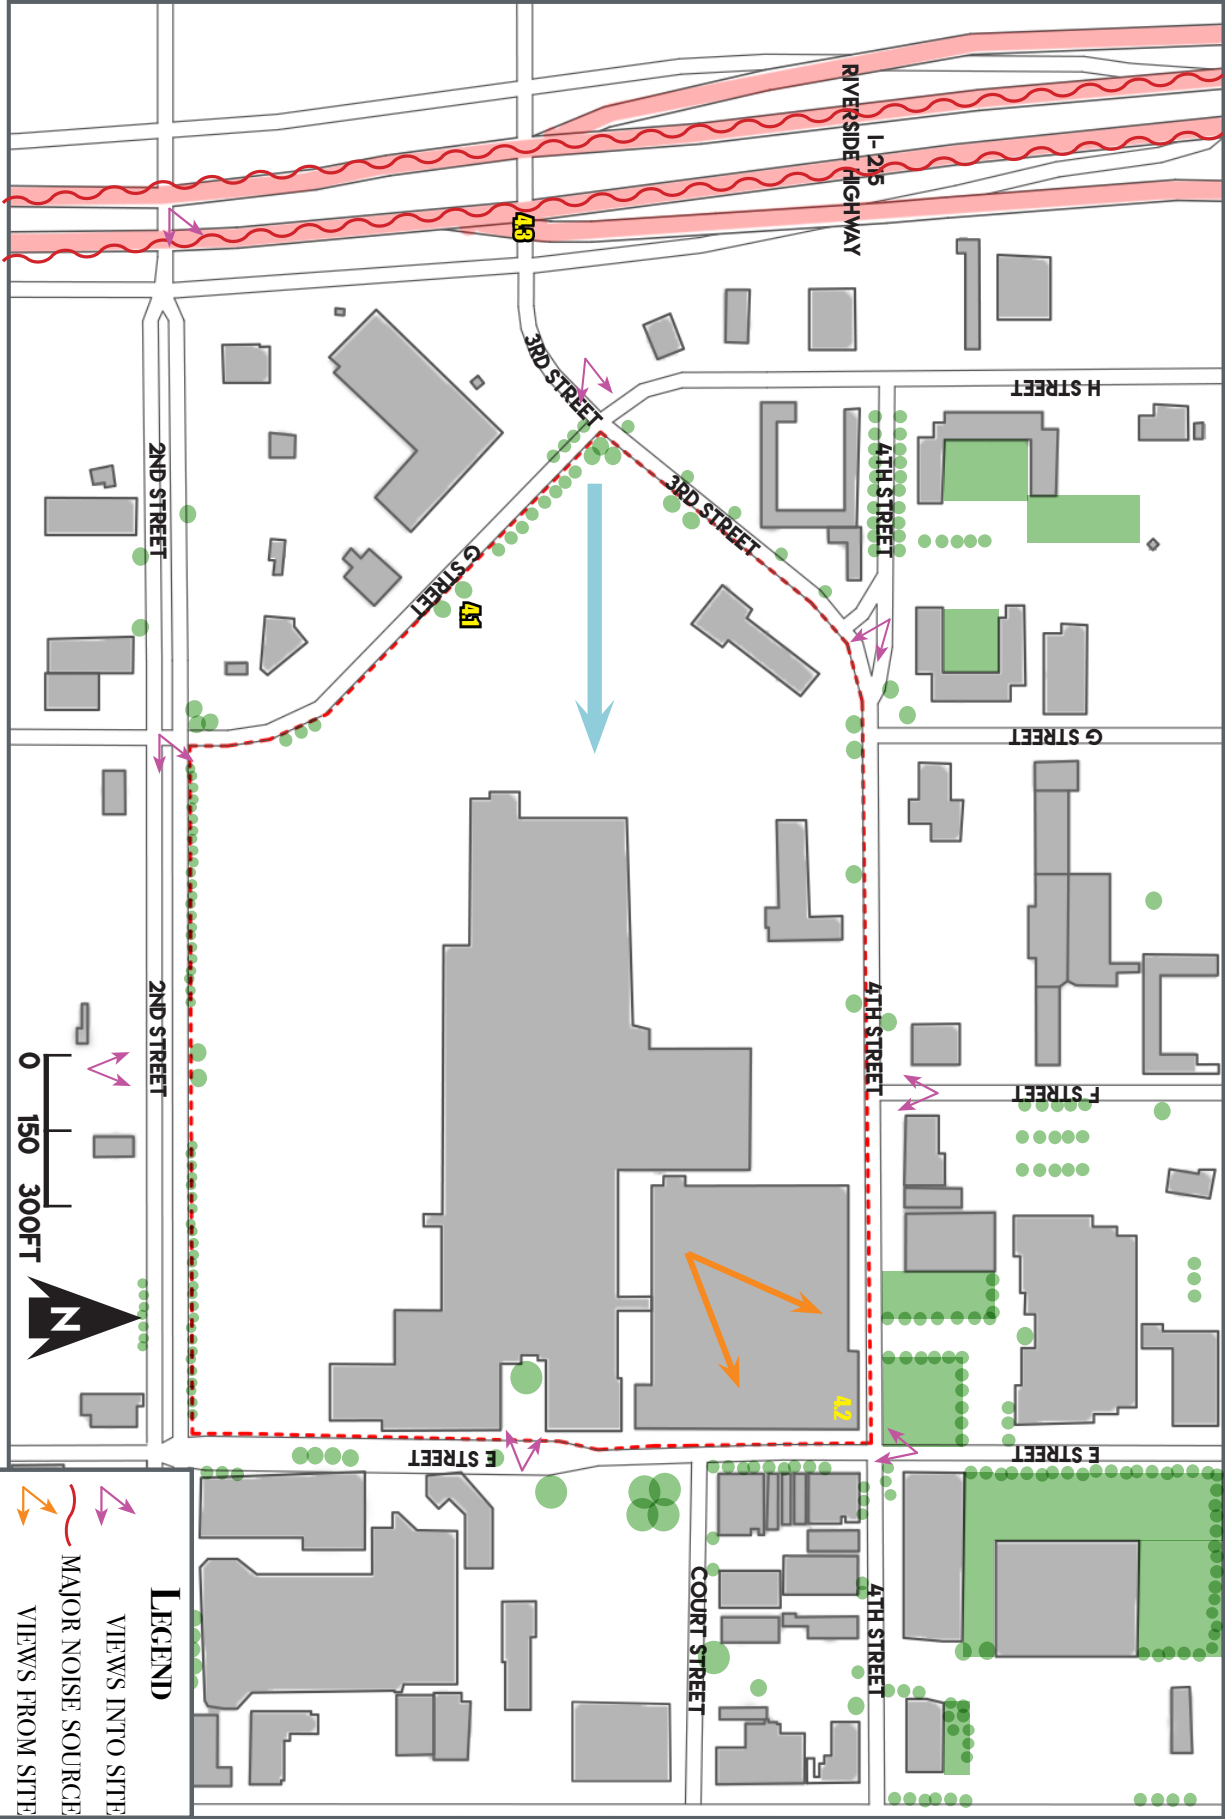 RIVERSIDE HIGHWAY
I-215
4.3
3RD STREET
H STREET
2ND STREET
4TH STREET
3RD STREET
G STREET
4.1
G STREET
2ND STREET
4TH STREET
F STREET
0 150 300FT
N
4.2
E STREET
E STREET
COURT STREET
4TH STREET
LEGEND
VIEWS INTO SITE
MAJOR NOISE SOURCE
VIEWS FROM SITE